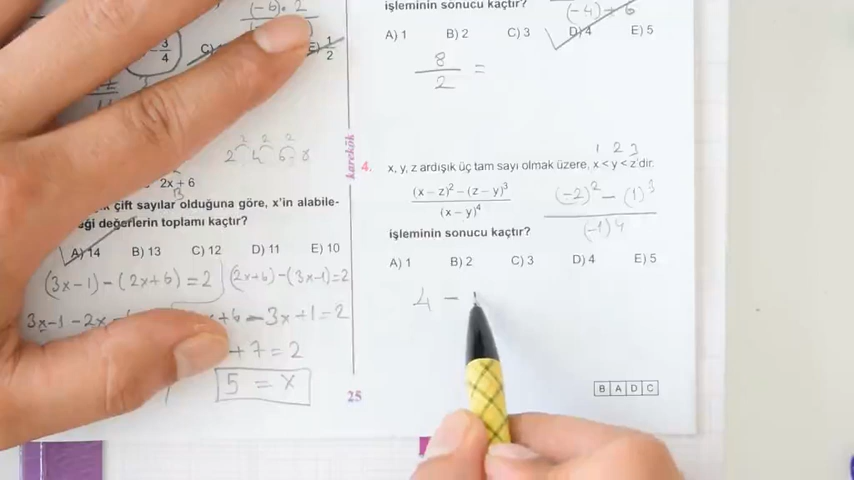 (-6).2
3
4
C)
E) 1
2
2 4 6 8
2 2 2
2x + 6
çift sayılar olduğuna göre, x'in alabile-
değerlerin toplamı kaçtır?
A) 14 B) 13 C) 12 D) 11 E) 10
(3x-1)-(2x+6)=2 (2x+6)-(3x-1)=2
3x-1-2x- +6-3x+1=2
+7=2
5 = x
karekök
25
işleminin sonucu kaçtır?
(-4)+6
A) 1 B) 2 C) 3 D) 4 E) 5
8
2 =
1 2 3
4. x, y, z ardışık üç tam sayı olmak üzere, x < y < z'dir.
(x – z)² – (z – y)³
(x – y)⁴
(-2)² - (1)³
(-1)⁴
işleminin sonucu kaçtır?
A) 1 B) 2 C) 3 D) 4 E) 5
4 -
B A D C